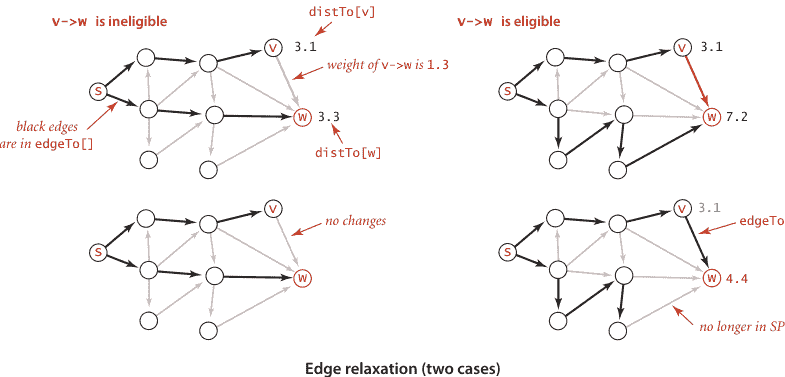 v->w is ineligible
distTo[v]
v 3.1
weight of v->w is 1.3
s
w 3.3
black edges
are in edgeTo[]
distTo[w]
v
no changes
s
w
v->w is eligible
v 3.1
s
w 7.2
v 3.1
edgeTo
s
w 4.4
no longer in SP
Edge relaxation (two cases)